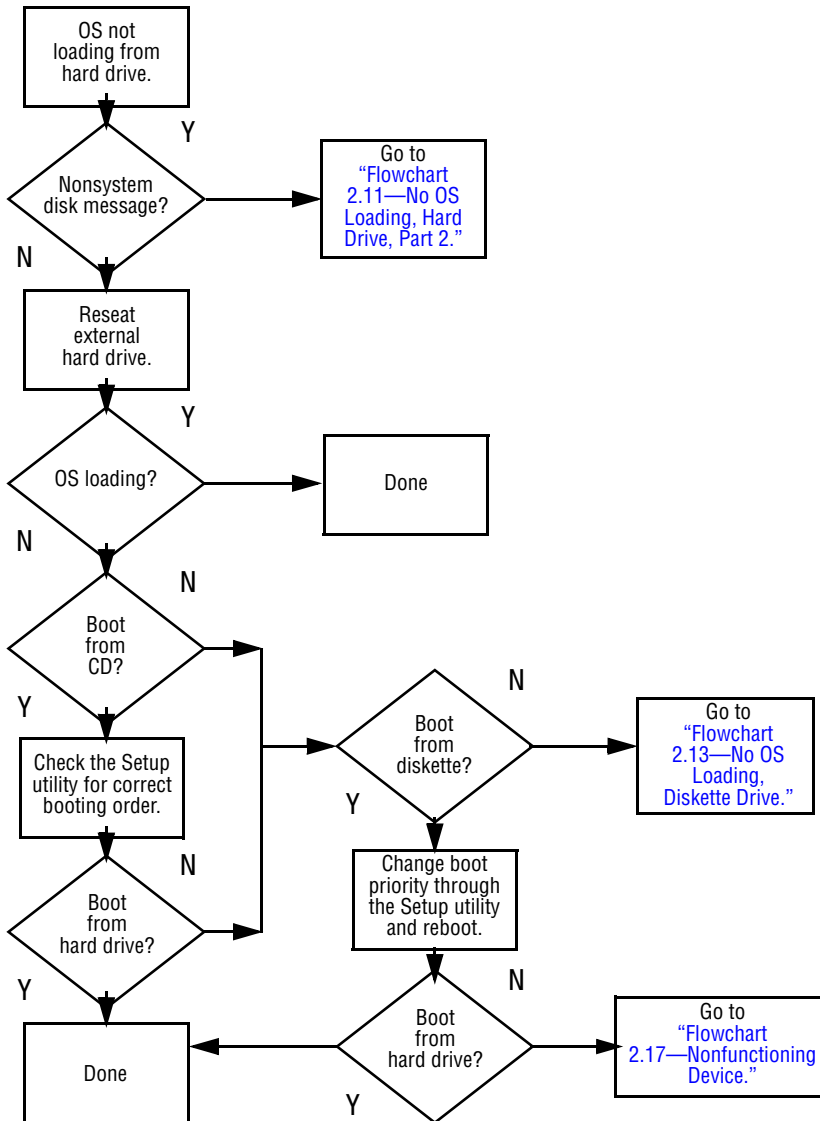 OS not
loading from
hard drive.
Y
Nonsystem
disk message?
Go to
“Flowchart
2.11—No OS
Loading, Hard
Drive, Part 2.”
N
Reseat
external
hard drive.
Y
OS loading?
Done
N
N
Boot
from
CD?
Y
N
Boot
from
diskette?
Go to
“Flowchart
2.13—No OS
Loading,
Diskette Drive.”
Check the Setup
utility for correct
booting order.
Y
N
Boot
from
hard drive?
Change boot
priority through
the Setup utility
and reboot.
Y
N
Done
Boot
from
hard drive?
Go to
“Flowchart
2.17—Nonfunctioning
Device.”
Y